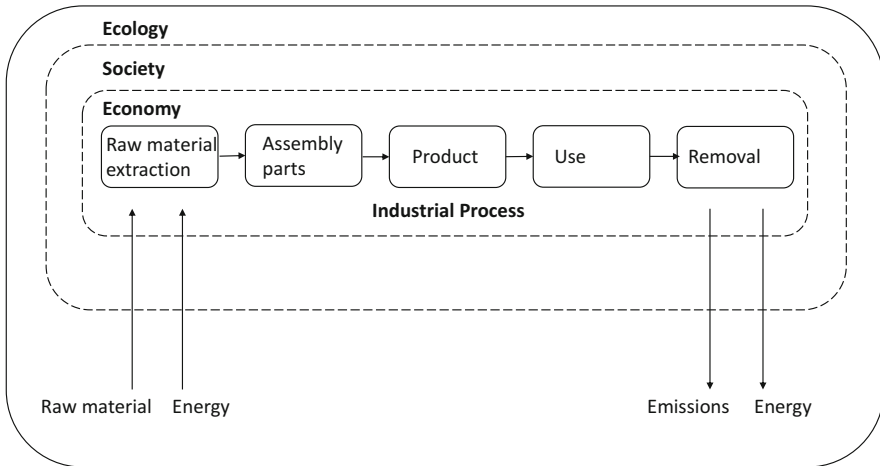 Ecology
Society
Economy
Raw material
extraction
Assembly
parts
Product
Use
Removal
Industrial Process
Raw material
Energy
Emissions
Energy